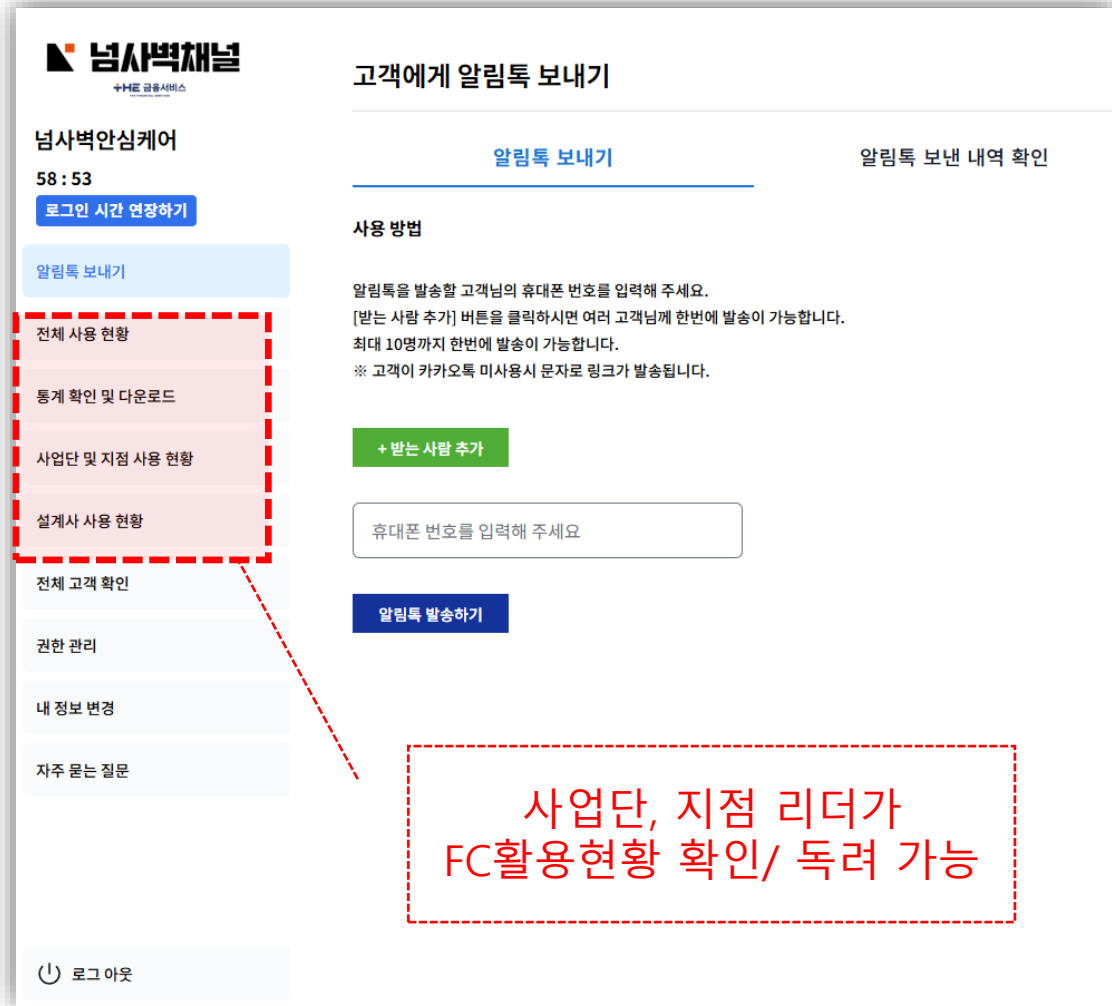 넘사벽채널
THE 금융서비스
넘사벽안심케어
58 : 53
로그인 시간 연장하기
알림톡 보내기
전체 사용 현황
통계 확인 및 다운로드
사업단 및 지점 사용 현황
설계사 사용 현황
전체 고객 확인
권한 관리
내 정보 변경
자주 묻는 질문
로그 아웃
고객에게 알림톡 보내기
알림톡 보내기
알림톡 보낸 내역 확인
사용 방법
알림톡을 발송할 고객님의 휴대폰 번호를 입력해 주세요.
[받는 사람 추가] 버튼을 클릭하시면 여러 고객님께 한번에 발송이 가능합니다.
최대 10명까지 한번에 발송이 가능합니다.
※ 고객이 카카오톡 미사용시 문자로 링크가 발송됩니다.
+ 받는 사람 추가
휴대폰 번호를 입력해 주세요
알림톡 발송하기
사업단, 지점 리더가
FC활용현황 확인/ 독려 가능